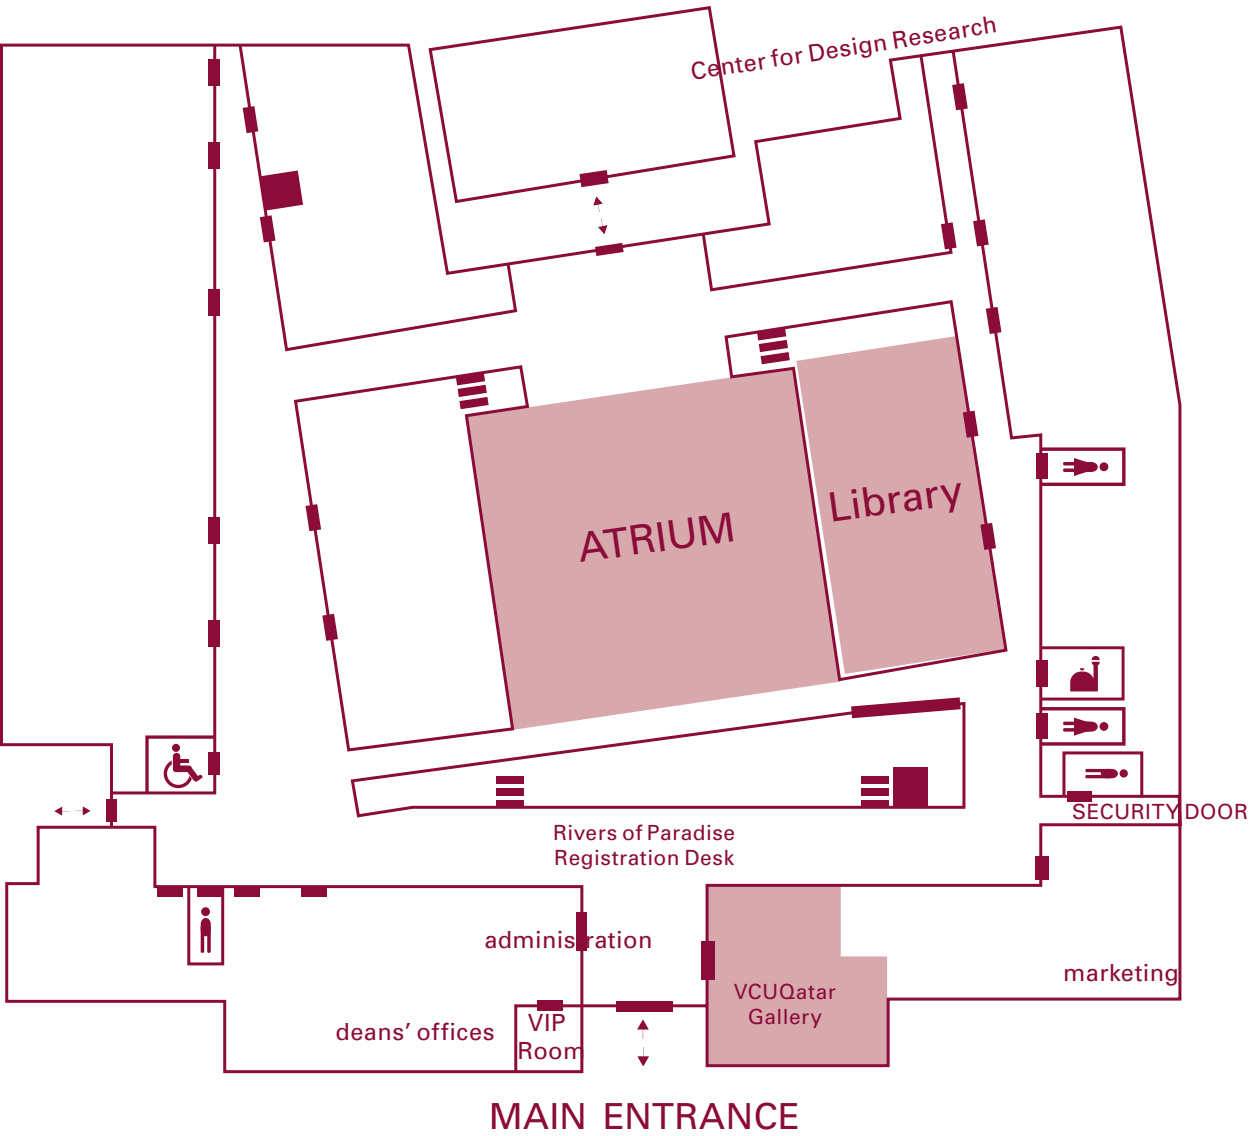 Center for Design Research
ATRIUM
Library
SECURITY DOOR
Rivers of Paradise
Registration Desk
administration
marketing
VCUQatar
Gallery
deans’ offices
VIP
Room
MAIN ENTRANCE